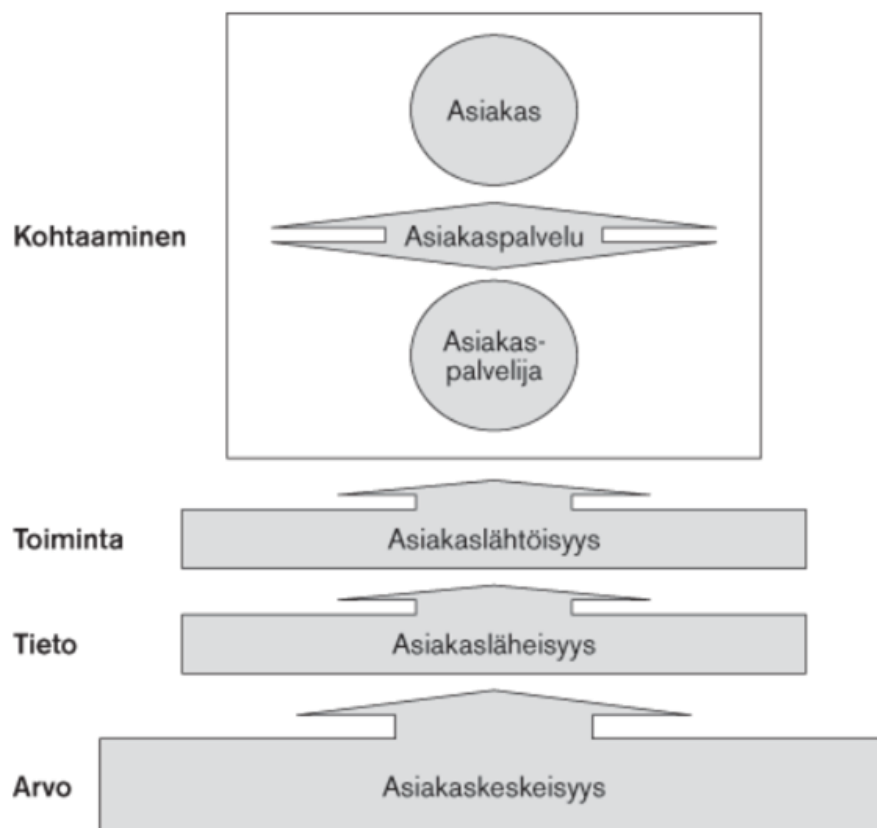 Asiakas
Kohtaaminen
Asiakaspalvelu
Asiakas-
palvelija
Toiminta
Asiakaslähtöisyys
Tieto
Asiakasläheisyys
Arvo
Asiakaskeskeisyys